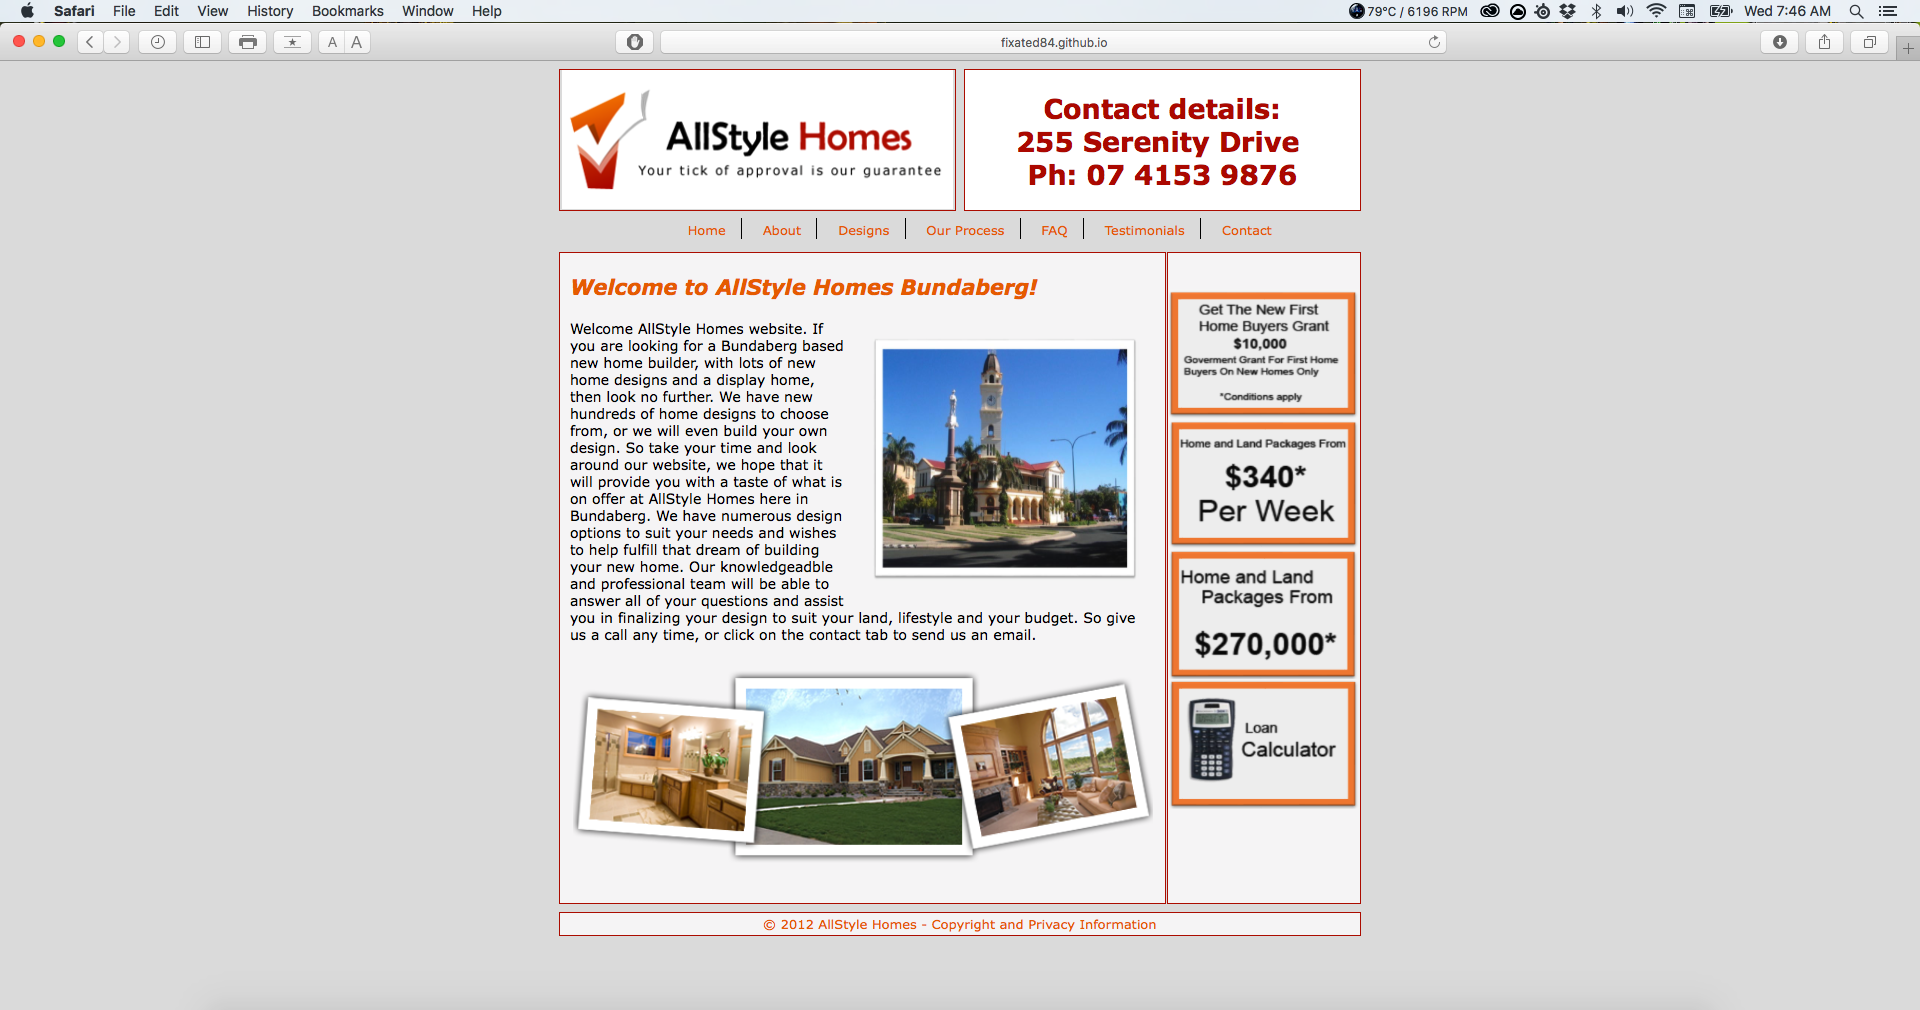 Safari File Edit View History Bookmarks Window Help
79°C / 6196 RPM
Wed 7:46 AM
A A
fixated84.github.io
AllStyle Homes
Your tick of approval is our guarantee
Contact details:
255 Serenity Drive
Ph: 07 4153 9876
Home About Designs Our Process FAQ Testimonials Contact
Welcome to AllStyle Homes Bundaberg!
Welcome AllStyle Homes website. If
you are looking for a Bundaberg based
new home builder, with lots of new
home designs and a display home,
then look no further. We have new
hundreds of home designs to choose
from, or we will even build your own
design. So take your time and look
around our website, we hope that it
will provide you with a taste of what is
on offer at AllStyle Homes here in
Bundaberg. We have numerous design
options to suit your needs and wishes
to help fulfill that dream of building
your new home. Our knowledgeadble
and professional team will be able to
answer all of your questions and assist
you in finalizing your design to suit your land, lifestyle and your budget. So give
us a call any time, or click on the contact tab to send us an email.
Get The New First
Home Buyers Grant
$10,000
Goverment Grant For First Home
Buyers On New Homes Only
*Conditions apply
Home and Land Packages From
$340*
Per Week
Home and Land
Packages From
$270,000*
Loan
Calculator
© 2012 AllStyle Homes - Copyright and Privacy Information